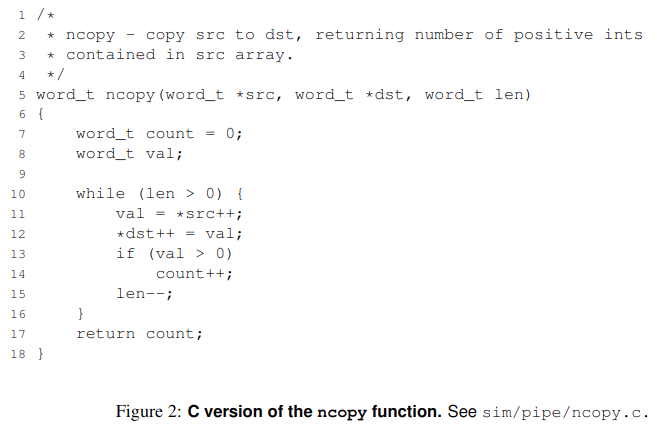 1 /*
2  * ncopy - copy src to dst, returning number of positive ints
3  * contained in src array.
4  */
5 word_t ncopy(word_t *src, word_t *dst, word_t len)
6 {
7     word_t count = 0;
8     word_t val;
9
10     while (len > 0) {
11         val = *src++;
12         *dst++ = val;
13         if (val > 0)
14             count++;
15         len--;
16     }
17     return count;
18 }
Figure 2: C version of the ncopy function. See sim/pipe/ncopy.c.